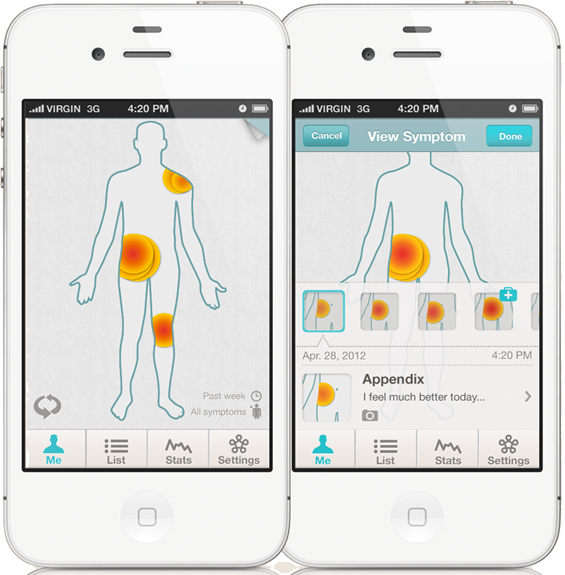 VIRGIN 3G 4:20 PM
Past week
All symptoms
Me List Stats Settings
VIRGIN 3G 4:20 PM
Cancel View Symptom Done
Apr. 28, 2012 4:20 PM
Appendix
I feel much better today...
Me List Stats Settings